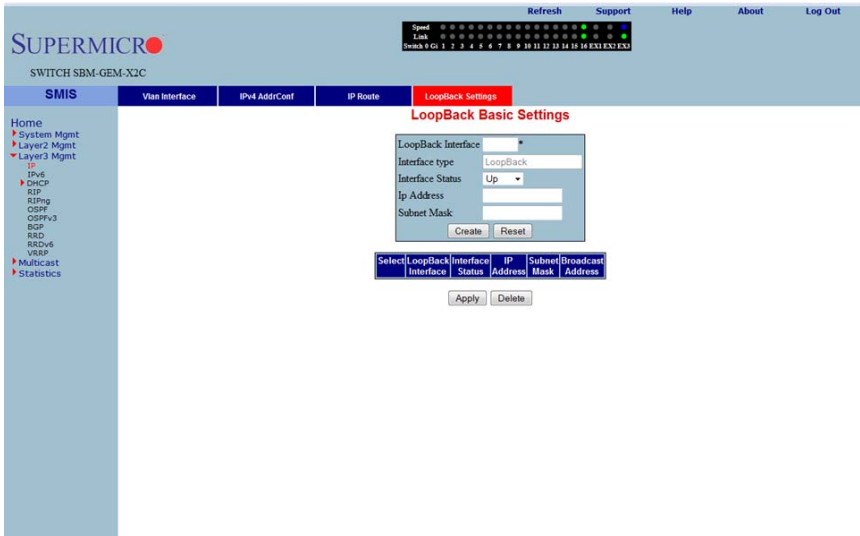 Refresh Support Help About Log Out
Speed
Link
Switch 0 Gi 1 2 3 4 5 6 7 8 9 10 11 12 13 14 15 16 EX1 EX2 EX3
SUPERMICRO
SWITCH SBM-GEM-X2C
SMIS
Vlan Interface IPv4 AddrConf IP Route LoopBack Settings
LoopBack Basic Settings
Home
System Mgmt
Layer2 Mgmt
Layer3 Mgmt
IP
IPv6
DHCP
RIP
RIPng
OSPF
OSPFv3
BGP
RRD
RRDv6
VRRP
Multicast
Statistics
LoopBack Interface *
Interface type LoopBack
Interface Status Up
Ip Address
Subnet Mask
Create Reset
Select LoopBack Interface Interface Status IP Address Subnet Mask Broadcast Address
Apply Delete